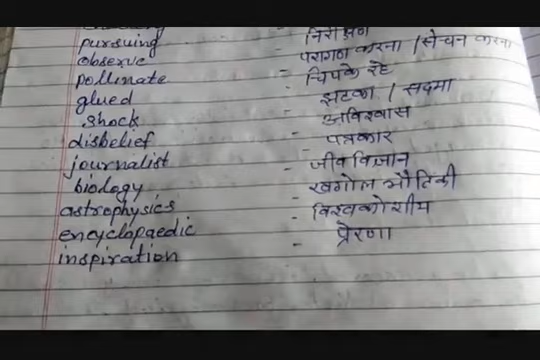 pursuing
observe - निरीक्षण
pollinate - परागण करना / सेचन करना
glued - चिपके रहे
shock - झटका / सदमा
disbelief - अविश्वास
journalist - पत्रकार
biology - जीव विज्ञान
astrophysics - खगोल भौतिकी
encyclopaedic - विश्वकोशीय
inspiration - प्रेरणा